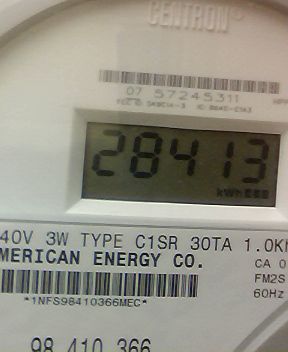 CENTRON®
07 57245311
28413
kWh
40V 3W TYPE C1SR 30TA 1.0Kh
MERICAN ENERGY CO.
CA 0
FM2S
60Hz
*1NFS98410366MEC*
98 410 366